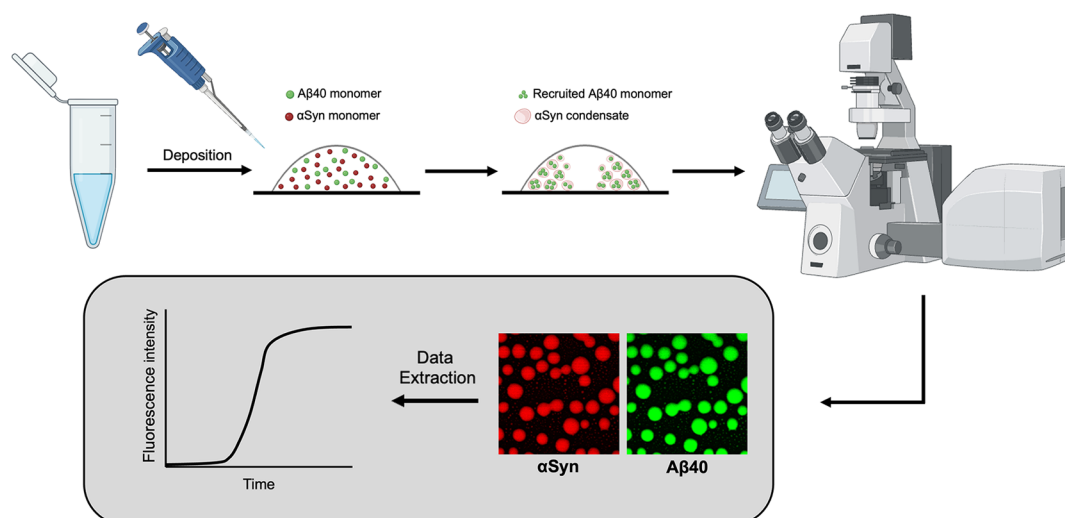 Deposition
Aβ40 monomer
αSyn monomer
Recruited Aβ40 monomer
αSyn condensate
Fluorescence intensity
Time
Data
Extraction
αSyn
Aβ40